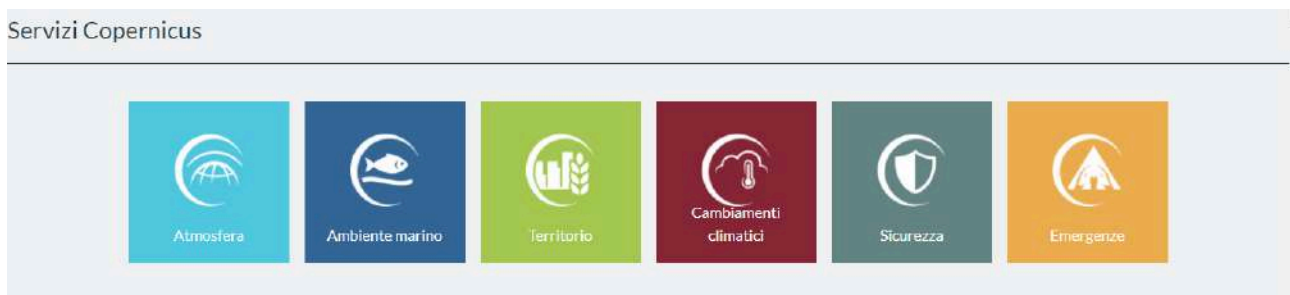 Servizi Copernicus
Atmosfera
Ambiente marino
Territorio
Cambiamenti
climatici
Sicurezza
Emergenze